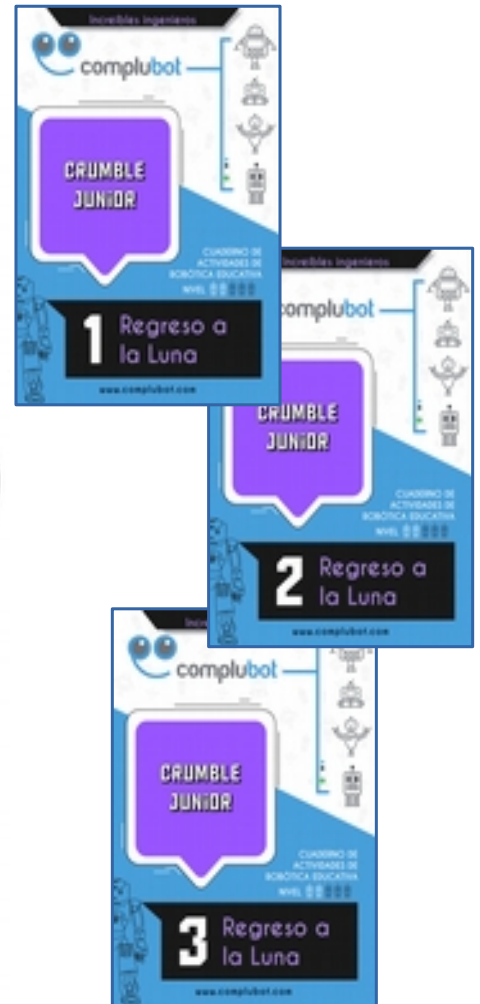 Increíbles ingenieros
complubot
CRUMBLE
JUNIOR
CUADERNO DE
ACTIVIDADES DE
ROBÓTICA EDUCATIVA
NIVEL
1 Regreso a
la Luna
www.complubot.com
Increíbles ingenieros
complubot
CRUMBLE
JUNIOR
CUADERNO DE
ACTIVIDADES DE
ROBÓTICA EDUCATIVA
NIVEL
2 Regreso a
la Luna
www.complubot.com
complubot
CRUMBLE
JUNIOR
CUADERNO DE
ACTIVIDADES DE
ROBÓTICA EDUCATIVA
NIVEL
3 Regreso a
la Luna
www.complubot.com